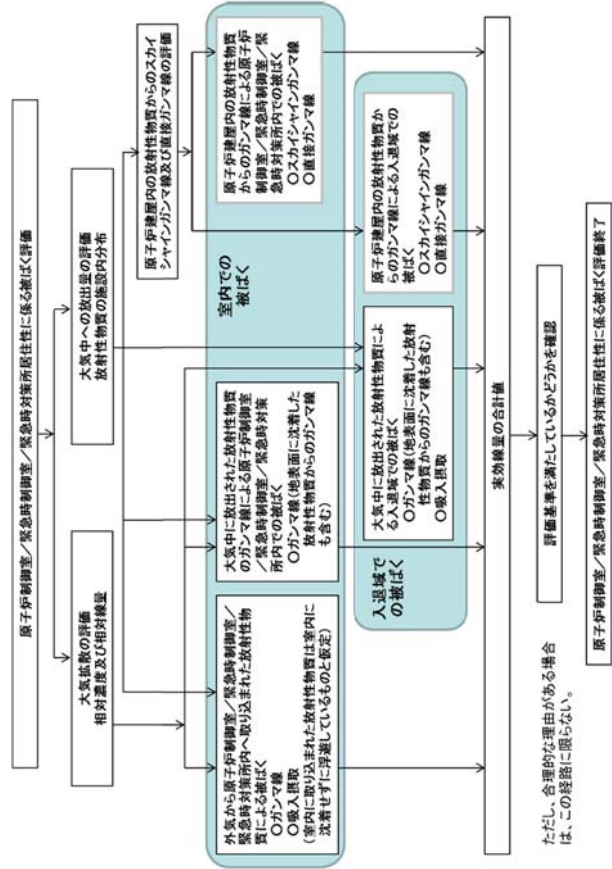 原子炉制御室／緊急時制御室／緊急時対策所居住性に係る被ばく評価
大気拡散の評価
相対濃度及び相対線量
大気中への放出量の評価
放射性物質の施設内分布
原子炉建屋内の放射性物質からのスカイ
シャインガンマ線及び直接ガンマ線の評価
室内での
被ばく
外気から原子炉制御室／緊急時制御室／
緊急時対策所内へ取り込まれた放射性物
質による被ばく
○ガンマ線
○吸入摂取
(室内に取り込まれた放射性物質は室内に
沈着せずに浮遊しているものと仮定)
大気中に放出された放射性物質
のガンマ線による原子炉制御室
／緊急時制御室／緊急時対策
所内での被ばく
○ガンマ線(地表面に沈着した
放射性物質からのガンマ線
も含む)
原子炉建屋内の放射性物質
からのガンマ線による原子炉
制御室／緊急時制御室／緊
急時対策所内での被ばく
○スカイシャインガンマ線
○直接ガンマ線
入退域で
の被ばく
大気中に放出された放射性物質によ
る入退域での被ばく
○ガンマ線(地表面に沈着した放射
性物質からのガンマ線も含む)
○吸入摂取
原子炉建屋内の放射性物質か
らのガンマ線による入退域での
被ばく
○スカイシャインガンマ線
○直接ガンマ線
実効線量の合計値
評価基準を満たしているかどうかを確認
原子炉制御室／緊急時制御室／緊急時対策所居住性に係る被ばく評価終了
ただし、合理的な理由がある場合
は、この経路に限らない。